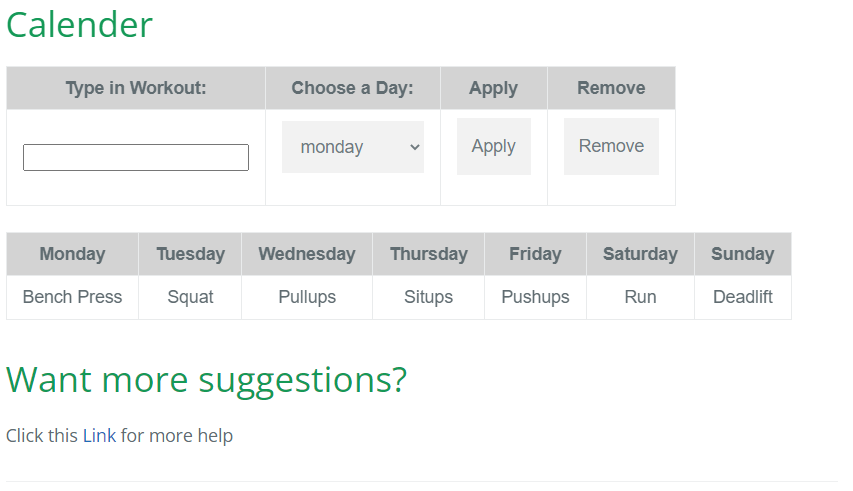 Calender
Type in Workout: Choose a Day: Apply Remove
monday Apply Remove
Monday Tuesday Wednesday Thursday Friday Saturday Sunday
Bench Press Squat Pullups Situps Pushups Run Deadlift
Want more suggestions?
Click this Link for more help